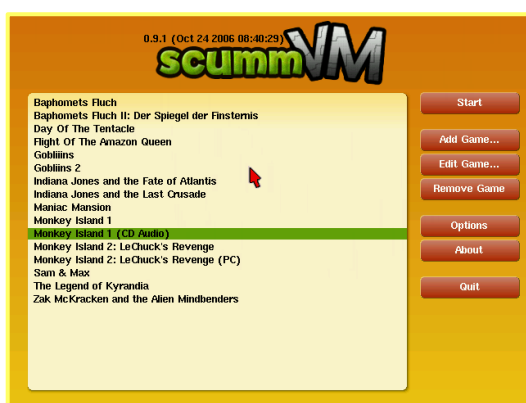 0.9.1 (Oct 24 2006 08:40:29)
scummVM
Baphomets Fluch
Baphomets Fluch II: Der Spiegel der Finsternis
Day Of The Tentacle
Flight Of The Amazon Queen
Gobliiins
Gobliins 2
Indiana Jones and the Fate of Atlantis
Indiana Jones and the Last Crusade
Maniac Mansion
Monkey Island 1
Monkey Island 1 (CD Audio)
Monkey Island 2: LeChuck's Revenge
Monkey Island 2: LeChuck's Revenge (PC)
Sam & Max
The Legend of Kyrandia
Zak McKracken and the Alien Mindbenders
Start
Add Game...
Edit Game...
Remove Game
Options
About
Quit